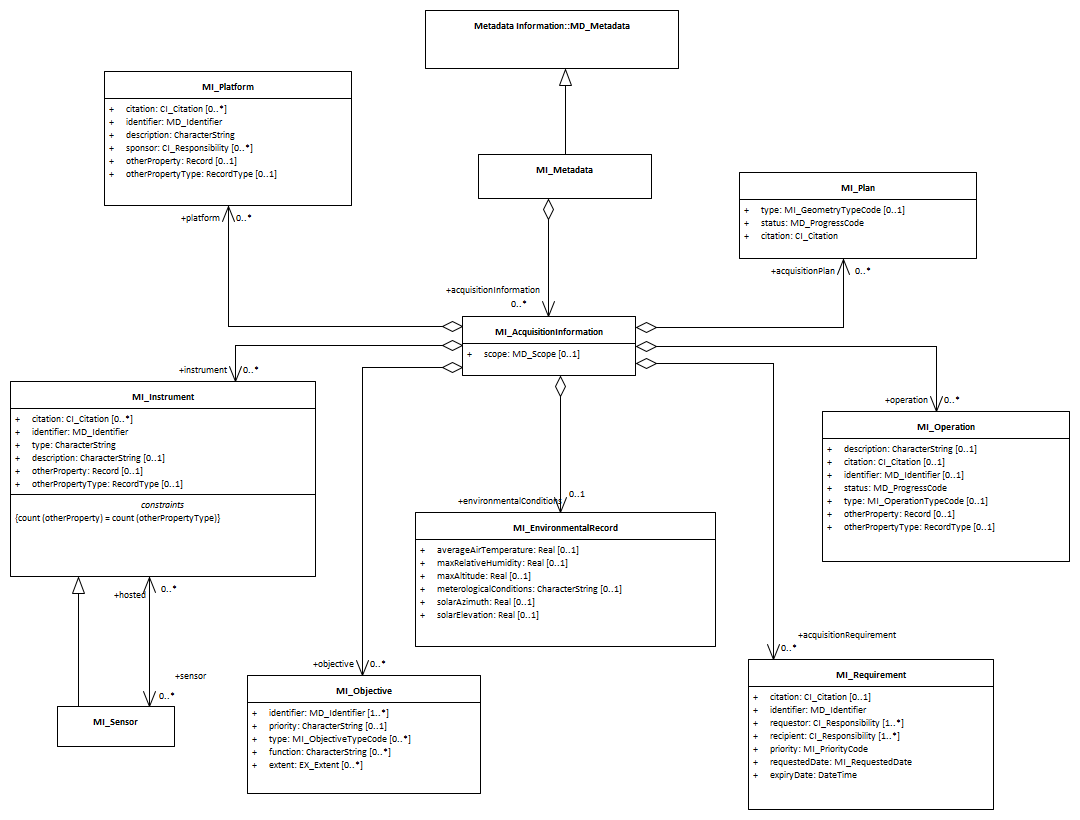 Metadata Information::MD_Metadata
MI_Platform
+ citation: CI_Citation [0..*]
+ identifier: MD_Identifier
+ description: CharacterString
+ sponsor: CI_Responsibility [0..*]
+ otherProperty: Record [0..1]
+ otherPropertyType: RecordType [0..1]
MI_Metadata
MI_Plan
+ type: MI_GeometryTypeCode [0..1]
+ status: MD_ProgressCode
+ citation: CI_Citation
+platform 0..*
+acquisitionPlan 0..*
+acquisitionInformation
0..*
MI_AcquisitionInformation
+ scope: MD_Scope [0..1]
+instrument 0..*
MI_Instrument
+ citation: CI_Citation [0..*]
+ identifier: MD_Identifier
+ type: CharacterString
+ description: CharacterString [0..1]
+ otherProperty: Record [0..1]
+ otherPropertyType: RecordType [0..1]
constraints
{count (otherProperty) = count (otherPropertyType)}
+operation 0..*
MI_Operation
+ description: CharacterString [0..1]
+ citation: CI_Citation [0..1]
+ identifier: MD_Identifier [0..1]
+ status: MD_ProgressCode
+ type: MI_OperationTypeCode [0..1]
+ otherProperty: Record [0..1]
+ otherPropertyType: RecordType [0..1]
+environmentalConditions 0..1
MI_EnvironmentalRecord
+ averageAirTemperature: Real [0..1]
+ maxRelativeHumidity: Real [0..1]
+ maxAltitude: Real [0..1]
+ meterologicalConditions: CharacterString [0..1]
+ solarAzimuth: Real [0..1]
+ solarElevation: Real [0..1]
+hosted 0..*
+sensor
0..*
MI_Sensor
+objective 0..*
MI_Objective
+ identifier: MD_Identifier [1..*]
+ priority: CharacterString [0..1]
+ type: MI_ObjectiveTypeCode [0..*]
+ function: CharacterString [0..*]
+ extent: EX_Extent [0..*]
+acquisitionRequirement
0..*
MI_Requirement
+ citation: CI_Citation [0..1]
+ identifier: MD_Identifier
+ requestor: CI_Responsibility [1..*]
+ recipient: CI_Responsibility [1..*]
+ priority: MI_PriorityCode
+ requestedDate: MI_RequestedDate
+ expiryDate: DateTime